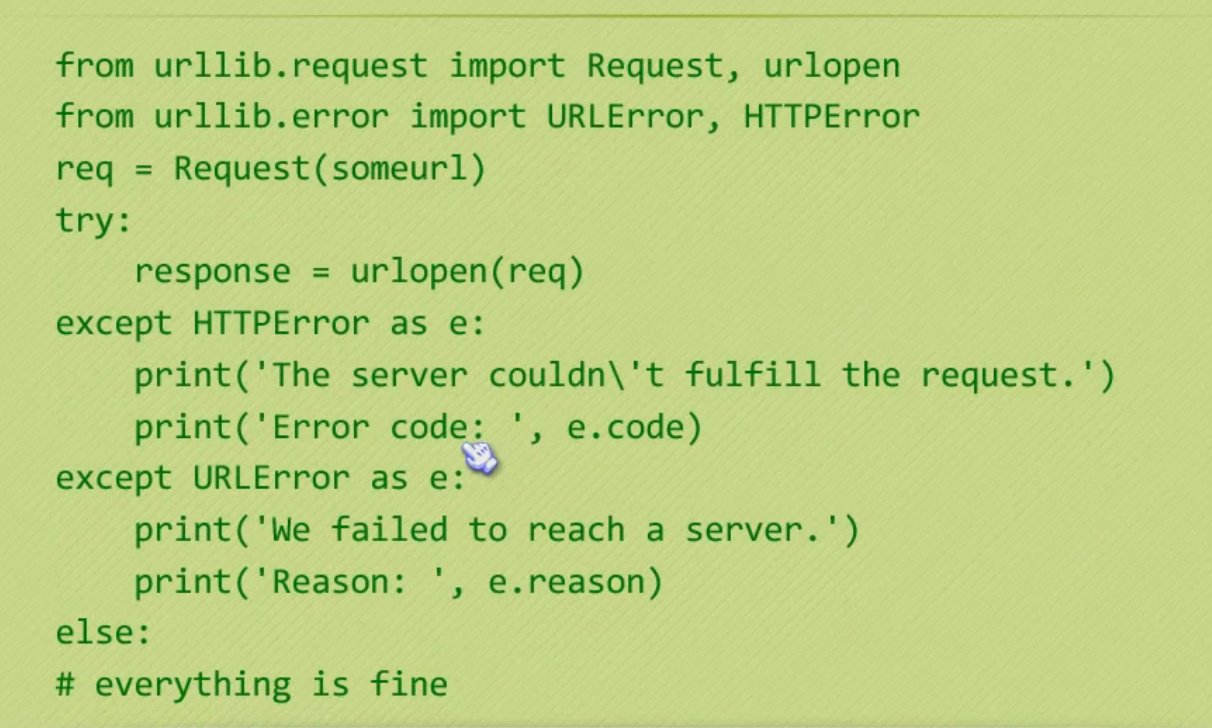 from urllib.request import Request, urlopen
from urllib.error import URLError, HTTPError
req = Request(someurl)
try:
    response = urlopen(req)
except HTTPError as e:
    print('The server couldn\'t fulfill the request.')
    print('Error code: ', e.code)
except URLError as e:
    print('We failed to reach a server.')
    print('Reason: ', e.reason)
else:
# everything is fine